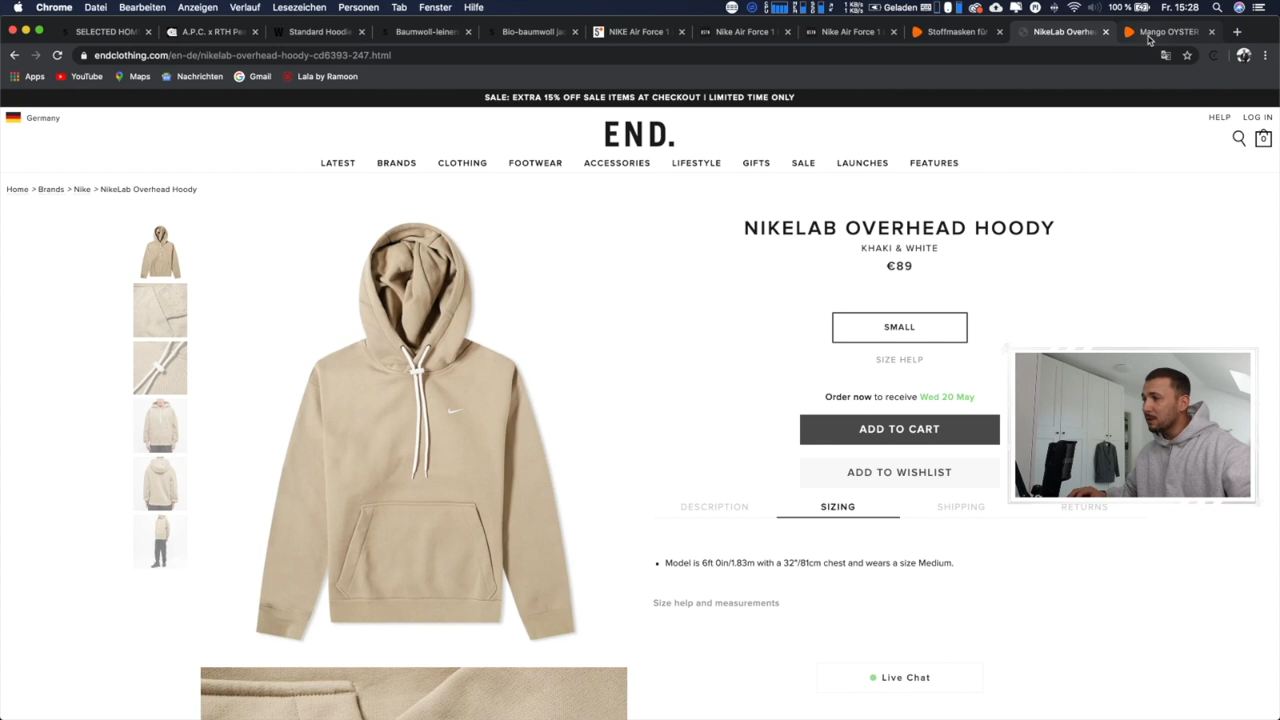 Chrome Datei Bearbeiten Anzeigen Verlauf Lesezeichen Personen Tab Fenster Hilfe
Geladen 100 % Fr. 15:28
SELECTED HOM
A.P.C. x RTH Pe
Standard Hoodie
Baumwoll-leinen
Bio-baumwoll ja
NIKE Air Force 1
Nike Air Force 1
Nike Air Force 1
Stoffmasken für
NikeLab Overhe
Mango OYSTER
endclothing.com/en-de/nikelab-overhead-hoody-cd6393-247.html
Apps YouTube Maps Nachrichten Gmail Lala by Ramoon
SALE: EXTRA 15% OFF SALE ITEMS AT CHECKOUT | LIMITED TIME ONLY
Germany
HELP LOG IN
END.
0
LATEST BRANDS CLOTHING FOOTWEAR ACCESSORIES LIFESTYLE GIFTS SALE LAUNCHES FEATURES
Home > Brands > Nike > NikeLab Overhead Hoody
NIKELAB OVERHEAD HOODY
KHAKI & WHITE
€89
SMALL
SIZE HELP
Order now to receive Wed 20 May
ADD TO CART
ADD TO WISHLIST
DESCRIPTION SIZING SHIPPING RETURNS
• Model is 6ft 0in/1.83m with a 32"/81cm chest and wears a size Medium.
Size help and measurements
Live Chat